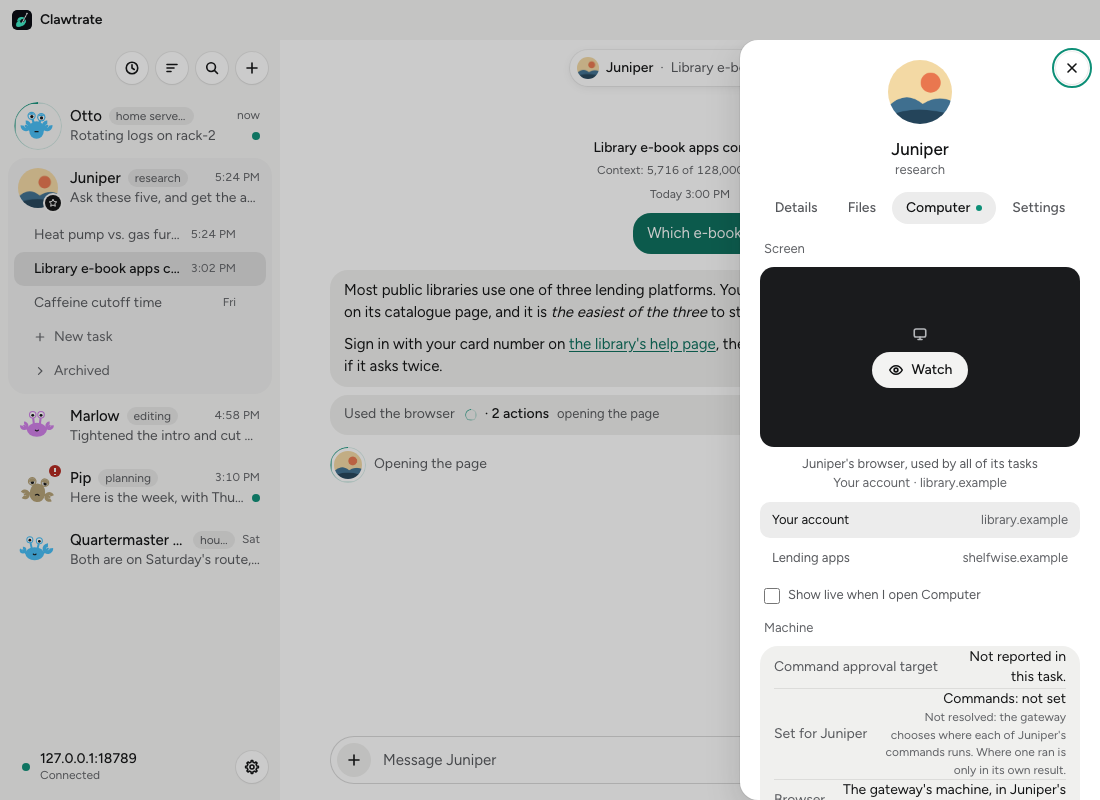 Clawtrate
Otto
home serve...
now
Rotating logs on rack-2
Juniper
research
5:24 PM
Ask these five, and get the a...
Heat pump vs. gas fur...
5:24 PM
Library e-book apps c...
3:02 PM
Caffeine cutoff time
Fri
New task
Archived
Marlow
editing
4:58 PM
Tightened the intro and cut ...
Pip
planning
3:10 PM
Here is the week, with Thu...
Quartermaster ...
hou...
Sat
Both are on Saturday's route,...
127.0.0.1:18789
Connected
Juniper · Library e-b
Library e-book apps co
Context: 5,716 of 128,000
Today 3:00 PM
Which e-book
Most public libraries use one of three lending platforms. You
on its catalogue page, and it is the easiest of the three to st
Sign in with your card number on the library's help page, the
if it asks twice.
Used the browser · 2 actions opening the page
Opening the page
Message Juniper
Juniper
research
Details
Files
Computer
Settings
Screen
Watch
Juniper's browser, used by all of its tasks
Your account · library.example
Your account
library.example
Lending apps
shelfwise.example
Show live when I open Computer
Machine
Command approval target
Not reported in
this task.
Set for Juniper
Commands: not set
Not resolved: the gateway
chooses where each of Juniper's
commands runs. Where one ran is
only in its own result.
Browser
The gateway's machine, in Juniper's